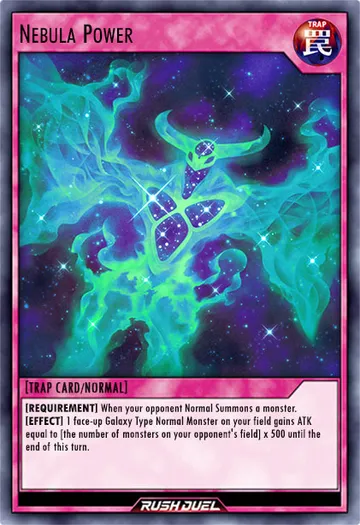 Nebula Power
TRAP
罠
[TRAP CARD/NORMAL]
[REQUIREMENT] When your opponent Normal Summons a monster.
[EFFECT] 1 face-up Galaxy Type Normal Monster on your field gains ATK
equal to [the number of monsters on your opponent's field] x 500 until the
end of this turn.
RUSH DUEL